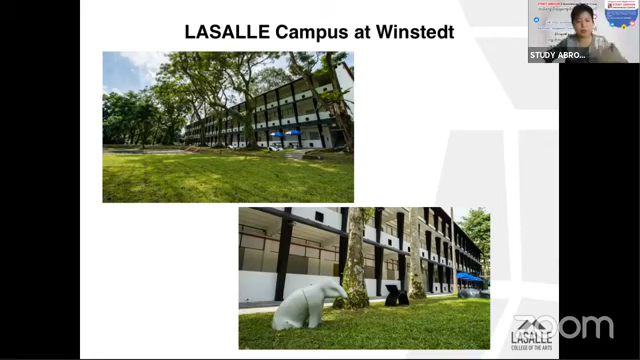 LASALLE Campus at Winstedt
STUDY ABRO...
LASALLE
COLLEGE OF THE ARTS
zoom